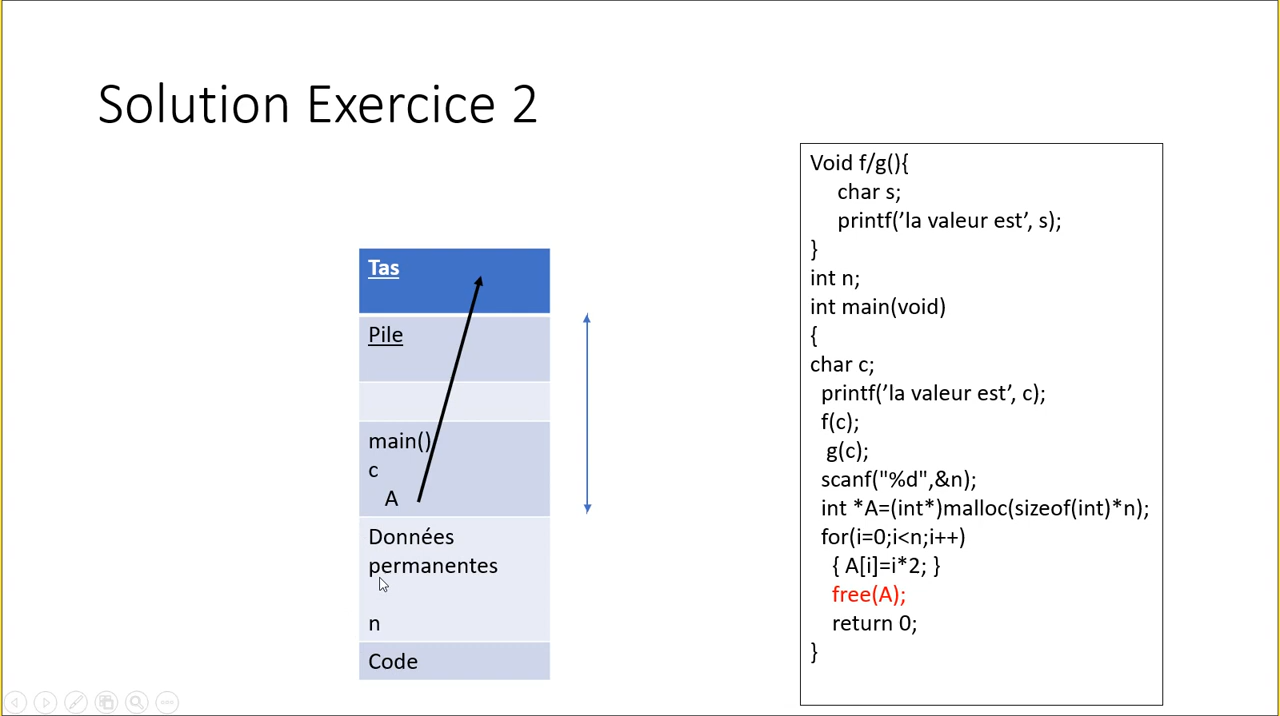 Solution Exercice 2
Tas
Pile
main()
c
A
Données
permanentes
n
Code
Void f/g(){
char s;
printf(’la valeur est’, s);
}
int n;
int main(void)
{
char c;
printf(’la valeur est’, c);
f(c);
g(c);
scanf("%d",&n);
int *A=(int*)malloc(sizeof(int)*n);
for(i=0;i<n;i++)
{ A[i]=i*2; }
free(A);
return 0;
}